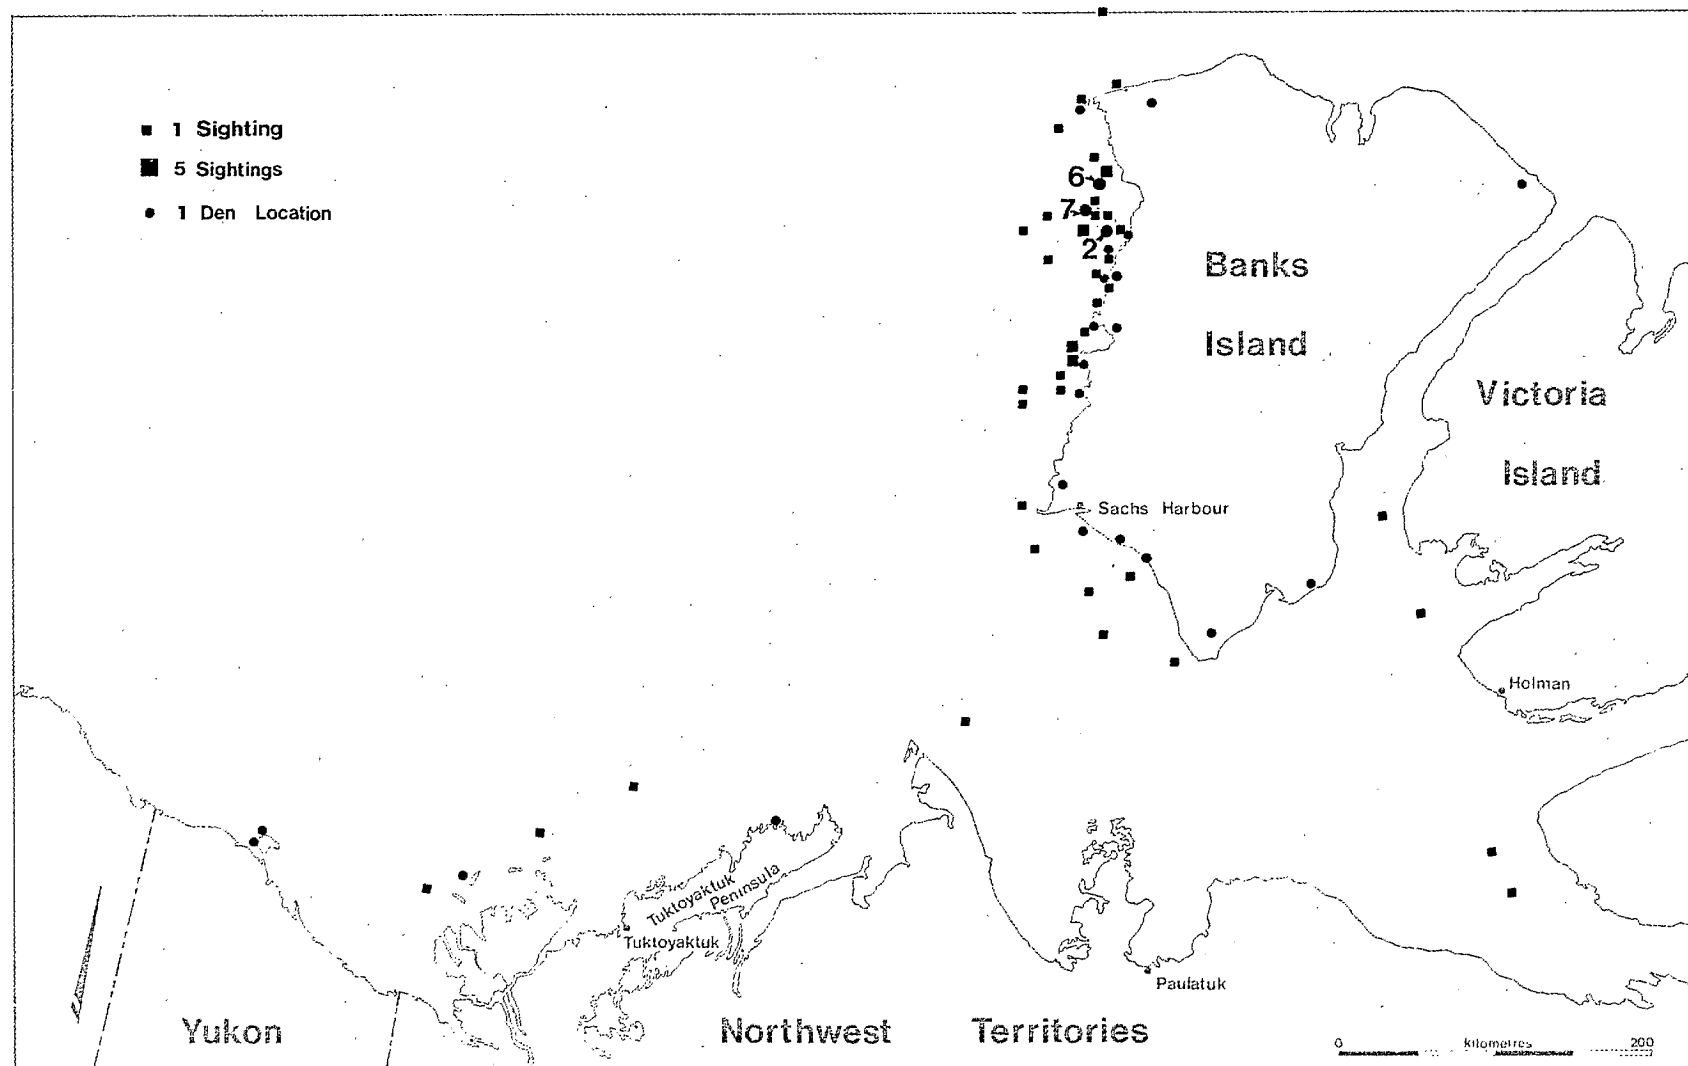 1 Sighting
5 Sightings
1 Den Location
6
7
2
Banks
Island
Victoria
Island
Sachs Harbour
Holman
Tuktoyaktuk
Peninsula
Tuktoyaktuk
Paulatuk
Yukon
Northwest Territories
0 kilometres 200